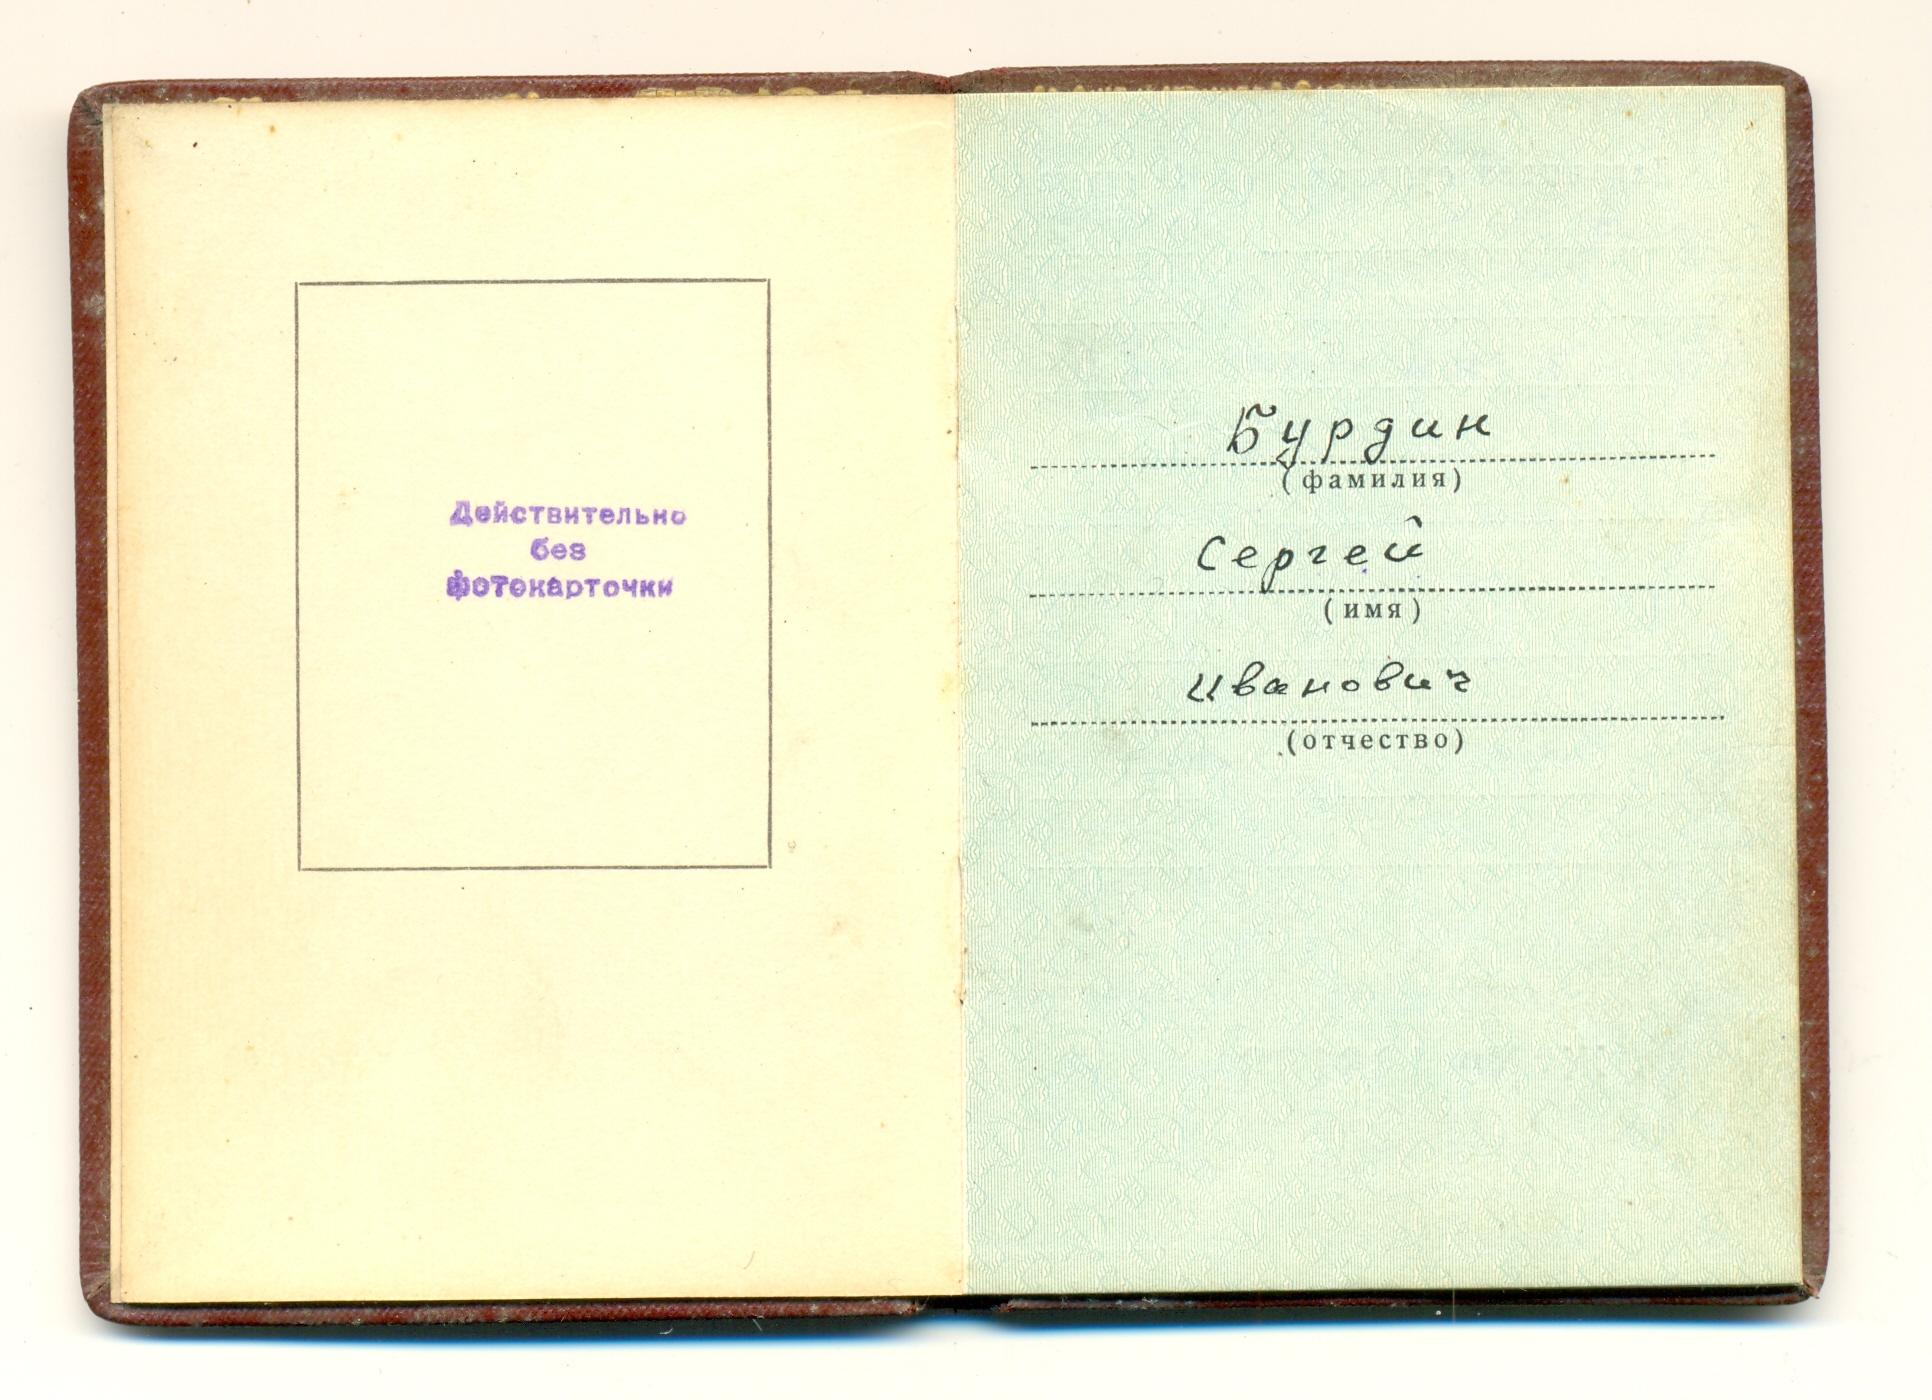 Действительно
без
фотокарточки
Бурдин
(фамилия)
Сергей
(имя)
Иванович
(отчество)